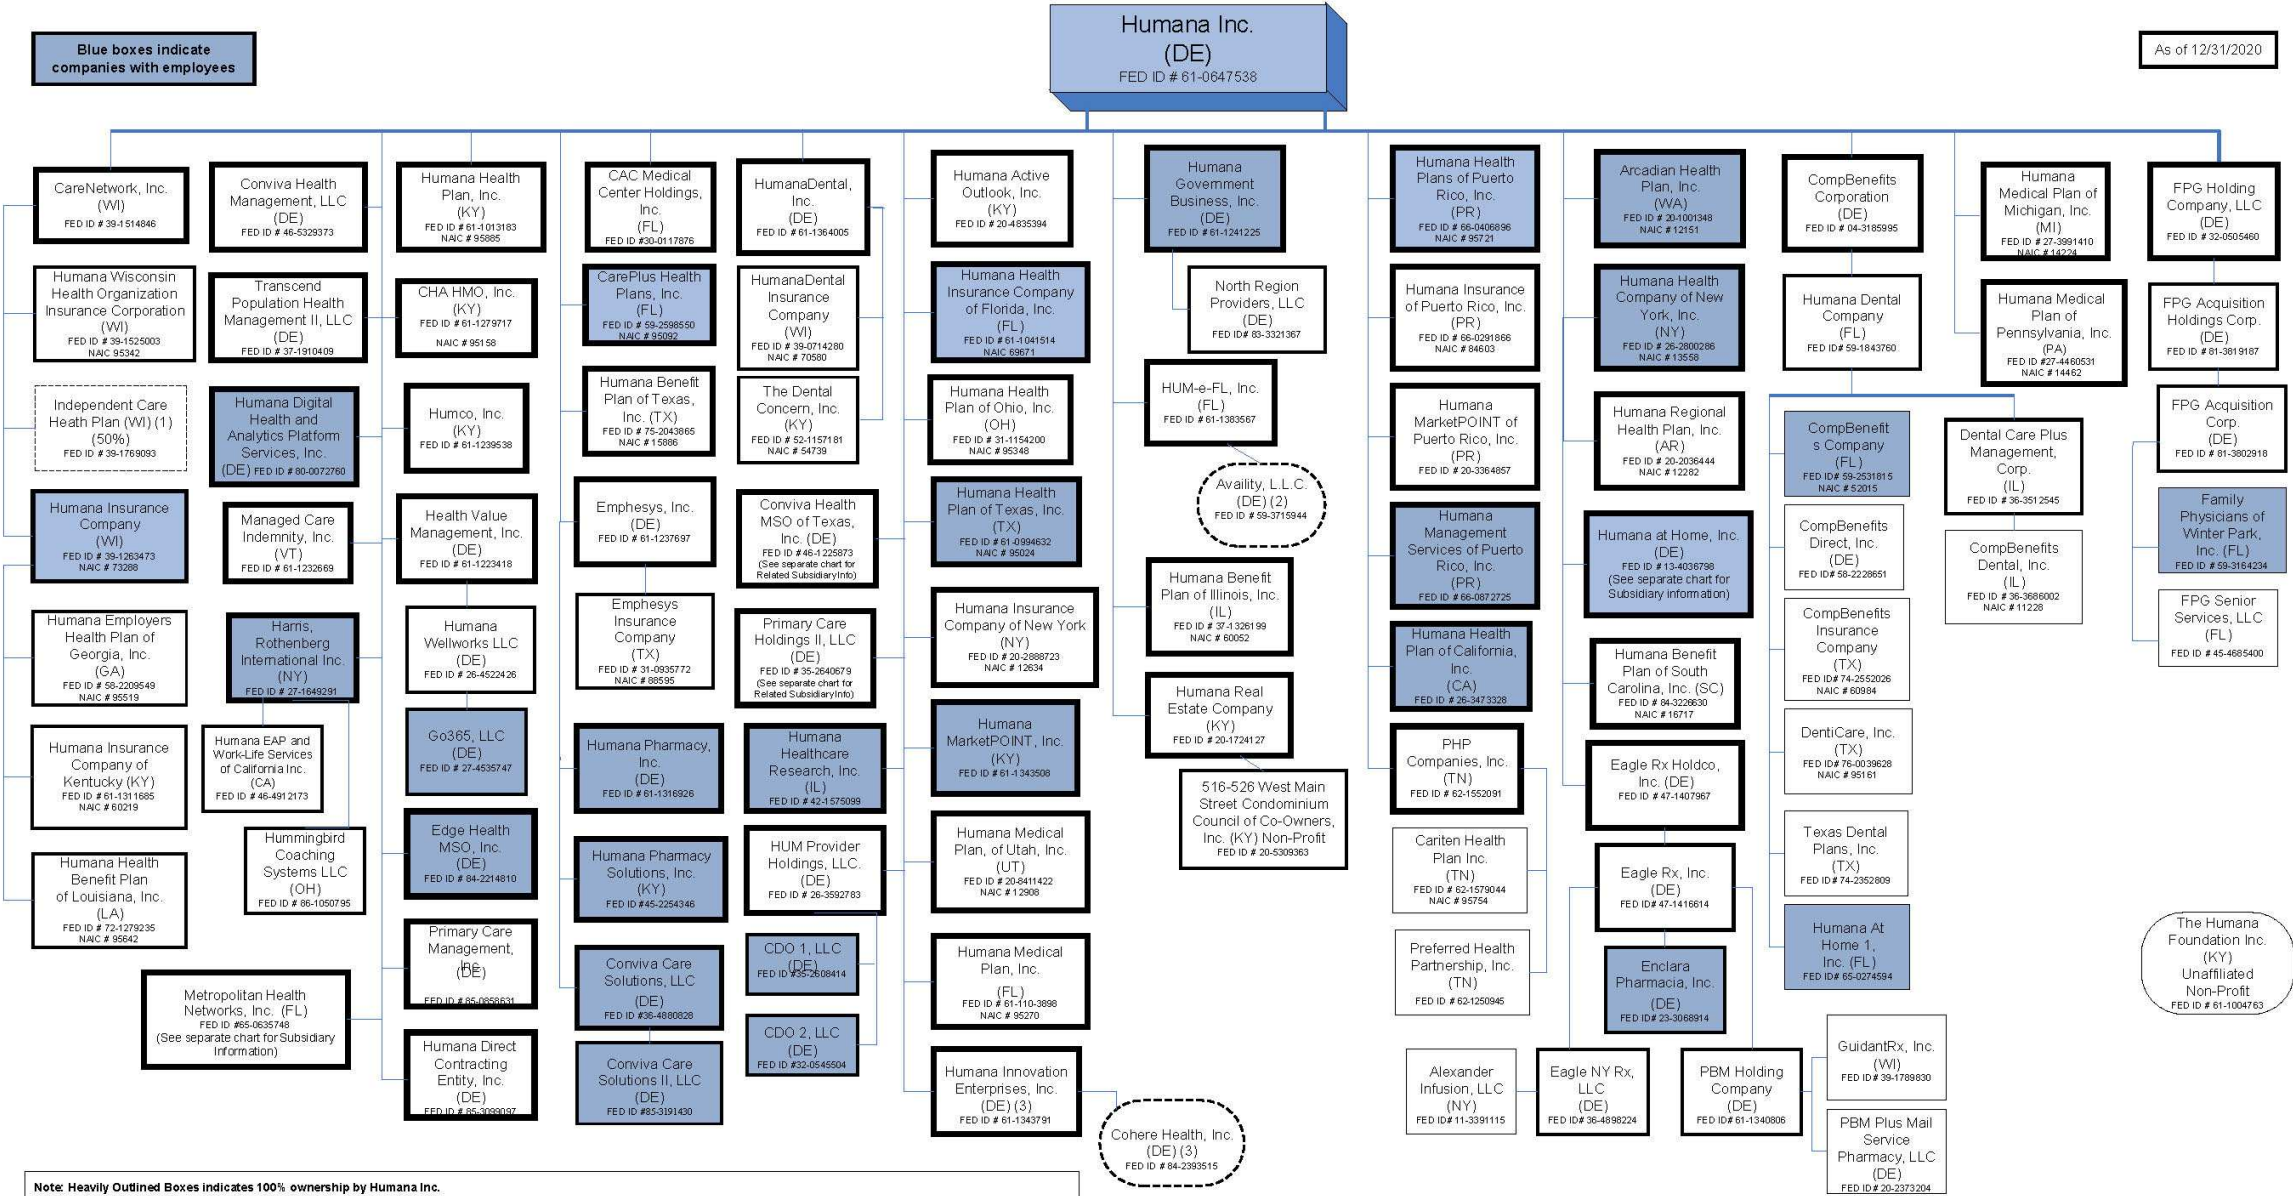 Blue boxes indicate
companies with employees
Humana Inc.
(DE)
FED ID # 61-0647538
As of 12/31/2020
CareNetwork, Inc.
(WI)
FED ID # 39-1514846
Humana Wisconsin
Health Organization
Insurance Corporation
(WI)
FED ID # 39-1525003
NAIC 95342
Independent Care
Heath Plan (WI) (1)
(50%)
FED ID # 39-1769093
Humana Insurance
Company
(WI)
FED ID # 39-1263473
NAIC # 73288
Humana Employers
Health Plan of
Georgia, Inc.
(GA)
FED ID # 58-2209549
NAIC # 95519
Humana Insurance
Company of
Kentucky (KY)
FED ID # 61-1311685
NAIC # 60219
Humana Health
Benefit Plan
of Louisiana, Inc.
(LA)
FED ID # 72-1279235
NAIC # 95642
Conviva Health
Management, LLC
(DE)
FED ID # 46-5329373
Transcend
Population Health
Management II, LLC
(DE)
FED ID # 37-1910409
Humana Digital
Health and
Analytics Platform
Services, Inc.
(DE) FED ID # 80-0072760
Managed Care
Indemnity, Inc.
(VT)
FED ID # 61-1232669
Harris,
Rothenberg
International Inc.
(NY)
FED ID # 27-1649291
Humana EAP and
Work-Life Services
of California Inc.
(CA)
FED ID # 46-4912173
Hummingbird
Coaching
Systems LLC
(OH)
FED ID # 86-1050795
Metropolitan Health
Networks, Inc. (FL)
FED ID #65-0635748
(See separate chart for Subsidiary
Information)
Humana Health
Plan, Inc.
(KY)
FED ID # 61-1013183
NAIC # 95885
CHA HMO, Inc.
(KY)
FED ID # 61-1279717
NAIC # 95158
Humco, Inc.
(KY)
FED ID # 61-1239538
Health Value
Management, Inc.
(DE)
FED ID # 61-1223418
Humana
Wellworks LLC
(DE)
FED ID # 26-4522426
Go365, LLC
(DE)
FED ID # 27-4535747
Edge Health
MSO, Inc.
(DE)
FED ID # 84-2214810
Primary Care
Management,
Inc.
(DE)
FED ID # 85-0858631
Humana Direct
Contracting
Entity, Inc.
(DE)
FED ID # 85-3099097
CAC Medical
Center Holdings,
Inc.
(FL)
FED ID #30-0117876
CarePlus Health
Plans, Inc.
(FL)
FED ID # 59-2598550
NAIC # 95092
Humana Benefit
Plan of Texas,
Inc. (TX)
FED ID # 75-2043865
NAIC # 15886
Emphesys, Inc.
(DE)
FED ID # 61-1237697
Emphesys
Insurance
Company
(TX)
FED ID # 31-0935772
NAIC # 88595
Humana Pharmacy,
Inc.
(DE)
FED ID # 61-1316926
Humana Pharmacy
Solutions, Inc.
(KY)
FED ID #45-2254346
Conviva Care
Solutions, LLC
(DE)
FED ID #36-4880828
Conviva Care
Solutions II, LLC
(DE)
FED ID #85-3191430
HumanaDental,
Inc.
(DE)
FED ID # 61-1364005
HumanaDental
Insurance
Company
(WI)
FED ID # 39-0714280
NAIC # 70580
The Dental
Concern, Inc.
(KY)
FED ID # 52-1157181
NAIC # 54739
Conviva Health
MSO of Texas,
Inc. (DE)
FED ID #46-1225873
(See separate chart for
Related SubsidiaryInfo)
Primary Care
Holdings II, LLC
(DE)
FED ID # 35-2640679
(See separate chart for
Related SubsidiaryInfo)
Humana
Healthcare
Research, Inc.
(IL)
FED ID # 42-1575099
HUM Provider
Holdings, LLC.
(DE)
FED ID # 26-3592783
CDO 1, LLC
(DE)
FED ID #35-2608414
CDO 2, LLC
(DE)
FED ID #32-0545504
Humana Active
Outlook, Inc.
(KY)
FED ID # 20-4835394
Humana Health
Insurance Company
of Florida, Inc.
(FL)
FED ID # 61-1041514
NAIC 69671
Humana Health
Plan of Ohio, Inc.
(OH)
FED ID # 31-1154200
NAIC # 95348
Humana Health
Plan of Texas, Inc.
(TX)
FED ID # 61-0994632
NAIC # 95024
Humana Insurance
Company of New York
(NY)
FED ID # 20-2888723
NAIC # 12634
Humana
MarketPOINT, Inc.
(KY)
FED ID # 61-1343508
Humana Medical
Plan, of Utah, Inc.
(UT)
FED ID # 20-8411422
NAIC # 12908
Humana Medical
Plan, Inc.
(FL)
FED ID # 61-110-3898
NAIC # 95270
Humana Innovation
Enterprises, Inc.
(DE) (3)
FED ID # 61-1343791
Cohere Health, Inc.
(DE) (3)
FED ID # 84-2393515
Humana
Government
Business, Inc.
(DE)
FED ID # 61-1241225
North Region
Providers, LLC
(DE)
FED ID# 83-3321367
HUM-e-FL, Inc.
(FL)
FED ID # 61-1383567
Availity, L.L.C.
(DE) (2)
FED ID # 59-3715944
Humana Benefit
Plan of Illinois, Inc.
(IL)
FED ID # 37-1326199
NAIC # 60052
Humana Real
Estate Company
(KY)
FED ID # 20-1724127
516-526 West Main
Street Condominium
Council of Co-Owners,
Inc. (KY) Non-Profit
FED ID # 20-5309363
Humana Health
Plans of Puerto
Rico, Inc.
(PR)
FED ID # 66-0406896
NAIC # 95721
Humana Insurance
of Puerto Rico, Inc.
(PR)
FED ID # 66-0291866
NAIC # 84603
Humana
MarketPOINT of
Puerto Rico, Inc.
(PR)
FED ID # 20-3364857
Humana
Management
Services of Puerto
Rico, Inc.
(PR)
FED ID # 66-0872725
Humana Health
Plan of California,
Inc.
(CA)
FED ID # 26-3473328
PHP
Companies, Inc.
(TN)
FED ID # 62-1552091
Cariten Health
Plan Inc.
(TN)
FED ID # 62-1579044
NAIC # 95754
Preferred Health
Partnership, Inc.
(TN)
FED ID # 62-1250945
Arcadian Health
Plan, Inc.
(WA)
FED ID # 20-1001348
NAIC # 12151
Humana Health
Company of New
York, Inc.
(NY)
FED ID # 26-2800286
NAIC # 13558
Humana Regional
Health Plan, Inc.
(AR)
FED ID # 20-2036444
NAIC # 12282
Humana at Home, Inc.
(DE)
FED ID # 13-4036798
(See separate chart for
Subsidiary information)
Humana Benefit
Plan of South
Carolina, Inc. (SC)
FED ID # 84-3226630
NAIC # 16717
Eagle Rx Holdco,
Inc. (DE)
FED ID # 47-1407967
Eagle Rx, Inc.
(DE)
FED ID# 47-1416614
Enclara
Pharmacia, Inc.
(DE)
FED ID# 23-3068914
Alexander
Infusion, LLC
(NY)
FED ID# 11-3391115
Eagle NY Rx,
LLC
(DE)
FED ID# 36-4898224
PBM Holding
Company
(DE)
FED ID# 61-1340806
GuidantRx, Inc.
(WI)
FED ID# 39-1789830
PBM Plus Mail
Service
Pharmacy, LLC
(DE)
FED ID # 20-2373204
CompBenefits
Corporation
(DE)
FED ID # 04-3185995
Humana Dental
Company
(FL)
FED ID# 59-1843760
CompBenefit
s Company
(FL)
FED ID# 59-2531815
NAIC # 52015
CompBenefits
Direct, Inc.
(DE)
FED ID# 58-2228651
CompBenefits
Insurance
Company
(TX)
FED ID# 74-2552026
NAIC # 60984
DentiCare, Inc.
(TX)
FED ID# 76-0039628
NAIC # 95161
Texas Dental
Plans, Inc.
(TX)
FED ID# 74-2352809
Humana At
Home 1,
Inc. (FL)
FED ID# 65-0274594
Dental Care Plus
Management,
Corp.
(IL)
FED ID # 36-3512545
CompBenefits
Dental, Inc.
(IL)
FED ID # 36-3686002
NAIC # 11228
Humana
Medical Plan of
Michigan, Inc.
(MI)
FED ID # 27-3991410
NAIC # 14224
Humana Medical
Plan of
Pennsylvania, Inc.
(PA)
FED ID #27-4460531
NAIC # 14462
FPG Holding
Company, LLC
(DE)
FED ID # 32-0505460
FPG Acquisition
Holdings Corp.
(DE)
FED ID # 81-3819187
FPG Acquisition
Corp.
(DE)
FED ID # 81-3802918
Family
Physicians of
Winter Park,
Inc. (FL)
FED ID # 59-3164234
FPG Senior
Services, LLC
(FL)
FED ID # 45-4685400
The Humana
Foundation Inc.
(KY)
Unaffiliated
Non-Profit
FED ID # 61-1004763
Note: Heavily Outlined Boxes indicates 100% ownership by Humana Inc.